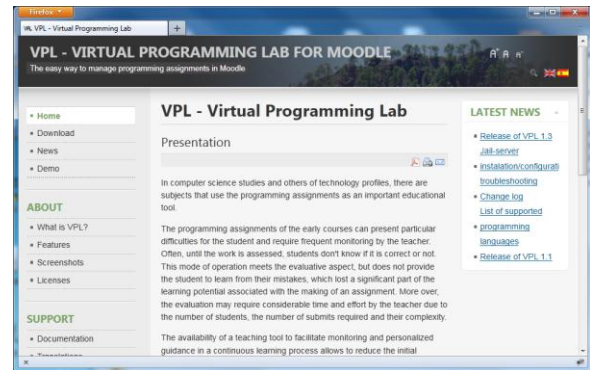 Firefox
VPL - Virtual Programming Lab
+
VPL - VIRTUAL PROGRAMMING LAB FOR MOODLE
The easy way to manage programming assignments in Moodle
A A A
Home
Download
News
Demo
ABOUT
What is VPL?
Features
Screenshots
Licenses
SUPPORT
Documentation
Translations
VPL - Virtual Programming Lab
Presentation
In computer science studies and others of technology profiles, there are
subjects that use the programming assignments as an important educational
tool.
The programming assignments of the early courses can present particular
difficulties for the student and require frequent monitoring by the teacher.
Often, until the work is assessed, students don't know if it is correct or not.
This mode of operation meets the evaluative aspect, but does not provide
the student to learn from their mistakes, which lost a significant part of the
learning potential associated with the making of an assignment. More over,
the evaluation may require considerable time and effort by the teacher due to
the number of students, the number of submits required and their complexity.
The availability of a teaching tool to facilitate monitoring and personalized
guidance in a continuous learning process allows to reduce the initial
LATEST NEWS
Release of VPL 1.3
Jail-server
instalation/configurati
troubleshooting
Change log
List of supported
programming
languages
Release of VPL 1.1